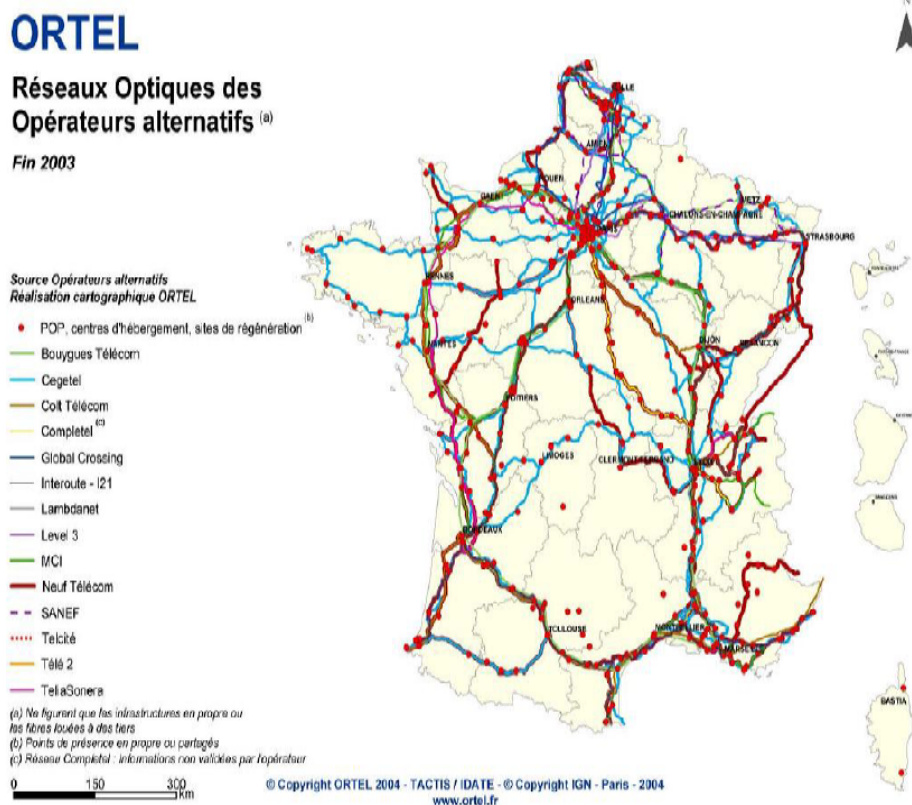 ORTEL
Réseaux Optiques des
Opérateurs alternatifs (a)
Fin 2003
Source Opérateurs alternatifs
Réalisation cartographique ORTEL
POP, centres d'hébergement, sites de régénération (b)
Bouygues Télécom
Cegetel
Colt Télécom
Completel (c)
Global Crossing
Interoute - I21
Lambdanet
Level 3
MCI
Neuf Télécom
SANEF
Telcité
Télé 2
TeliaSonera
(a) Ne figurent que les infrastructures en propre ou
les fibres louées à des tiers
(b) Points de présence en propre ou partagés
(c) Réseau Completel : informations non validées par l'opérateur
0 150 300
km
© Copyright ORTEL 2004 - TACTIS / IDATE - © Copyright IGN - Paris - 2004
www.ortel.fr
AMIENS
CAEN
METZ
CHALONS-EN-CHAMPAGNE
STRASBOURG
RENNES
ORLEANS
NANTES
DIJON
BESANCON
POITIERS
LIMOGES
CLERMONT-FERRAND
BORDEAUX
TOULOUSE
MONTPELLIER
MARSEILLE
BASTIA